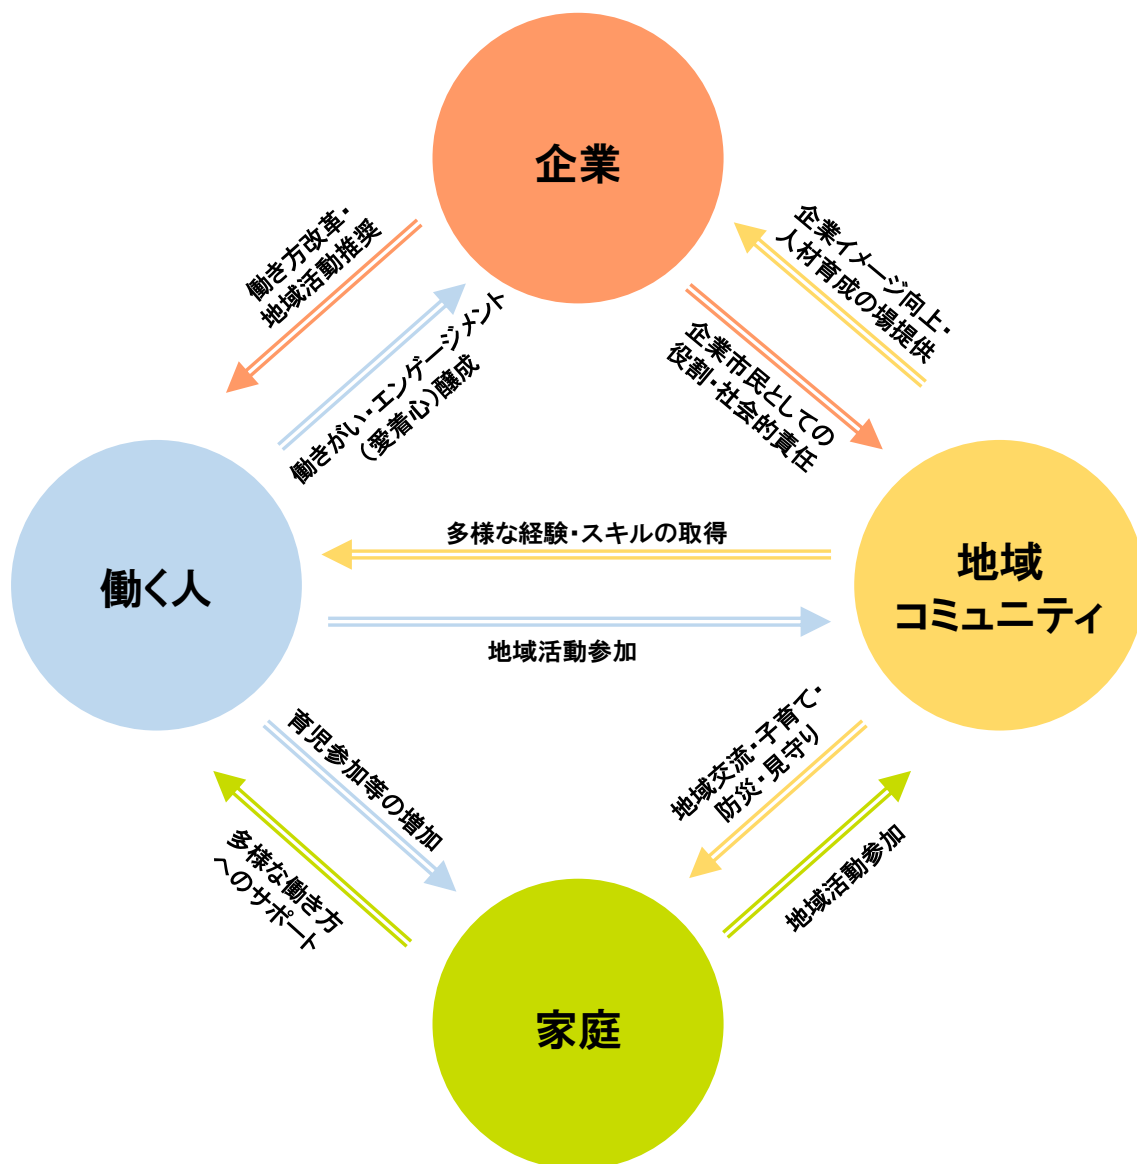 企業
働き方改革・
地域活動推奨
働きがい・エンゲージメント
（愛着心）醸成
企業イメージ向上・
人材育成の場提供
企業市民としての
役割・社会的責任
働く人
多様な経験・スキルの取得
地域活動参加
地域
コミュニティ
育児参加等の増加
多様な働き方
へのサポート
地域交流・子育て・
防災・見守り
地域活動参加
家庭